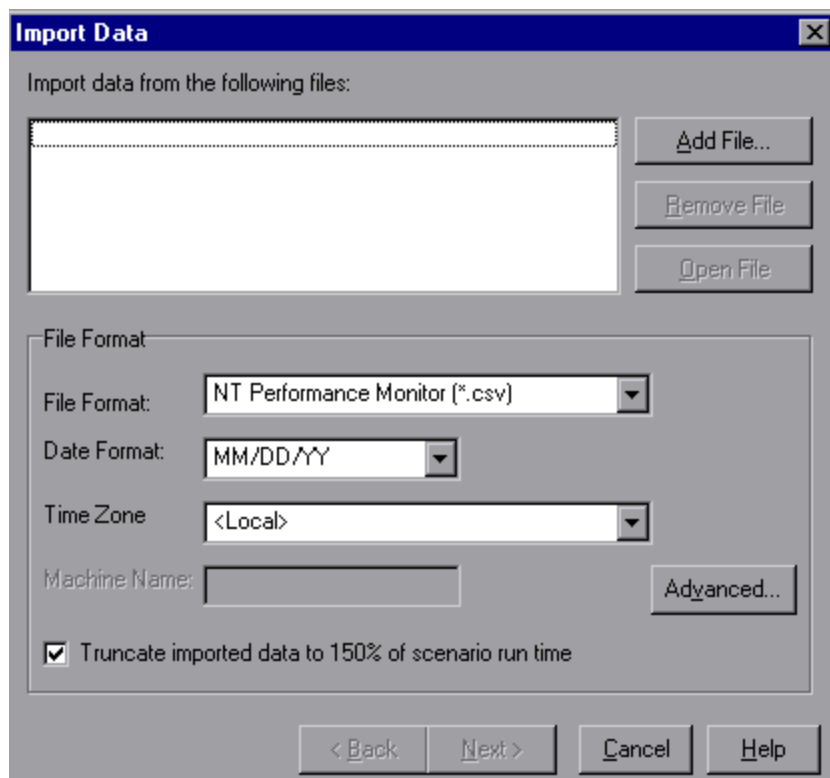 Import Data
Import data from the following files:
Add File...
Remove File
Open File
File Format
File Format: NT Performance Monitor (*.csv)
Date Format: MM/DD/YY
Time Zone <Local>
Machine Name:
Advanced...
Truncate imported data to 150% of scenario run time
< Back Next > Cancel Help